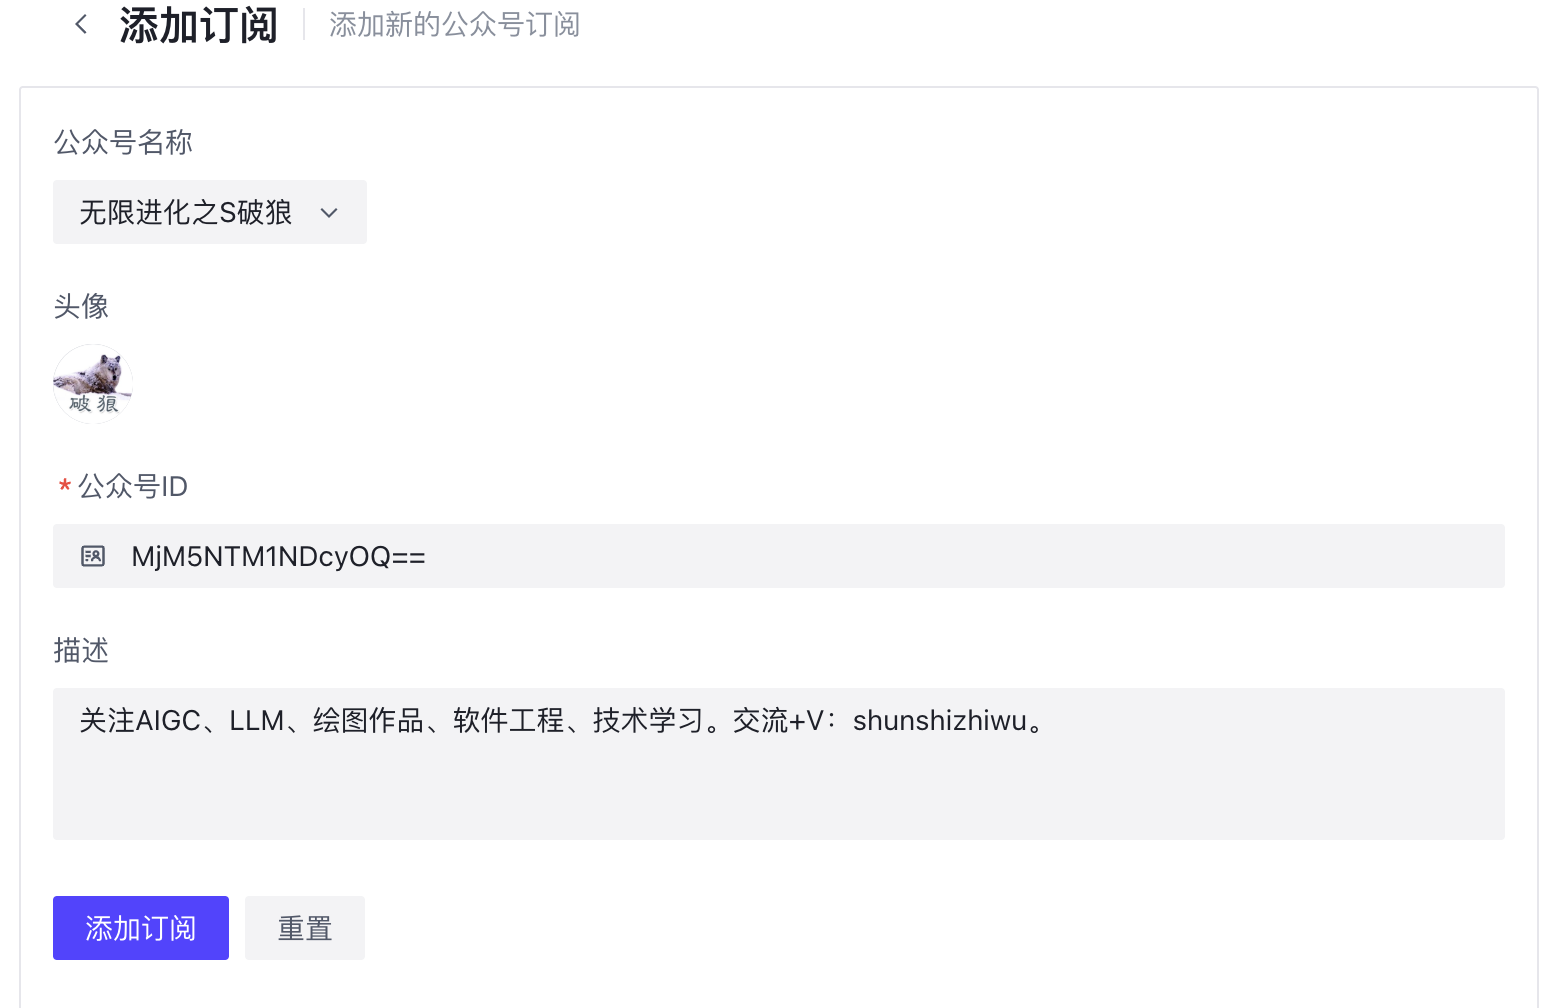 添加订阅
添加新的公众号订阅
公众号名称
无限进化之S破狼
头像
破狼
* 公众号ID
MjM5NTM1NDcyOQ==
描述
关注AIGC、LLM、绘图作品、软件工程、技术学习。交流+V：shunshizhiwu。
添加订阅
重置